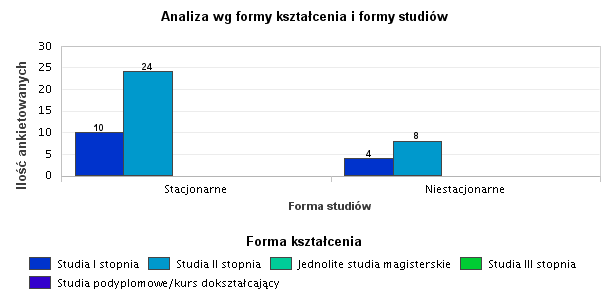 Analiza wg formy kształcenia i formy studiów
Ilość ankietowanych
30
25
20
15
10
5
0
10
24
4
8
Stacjonarne
Niestacjonarne
Forma studiów
Forma kształcenia
Studia I stopnia Studia II stopnia Jednolite studia magisterskie Studia III stopnia
Studia podyplomowe/kurs dokształcający